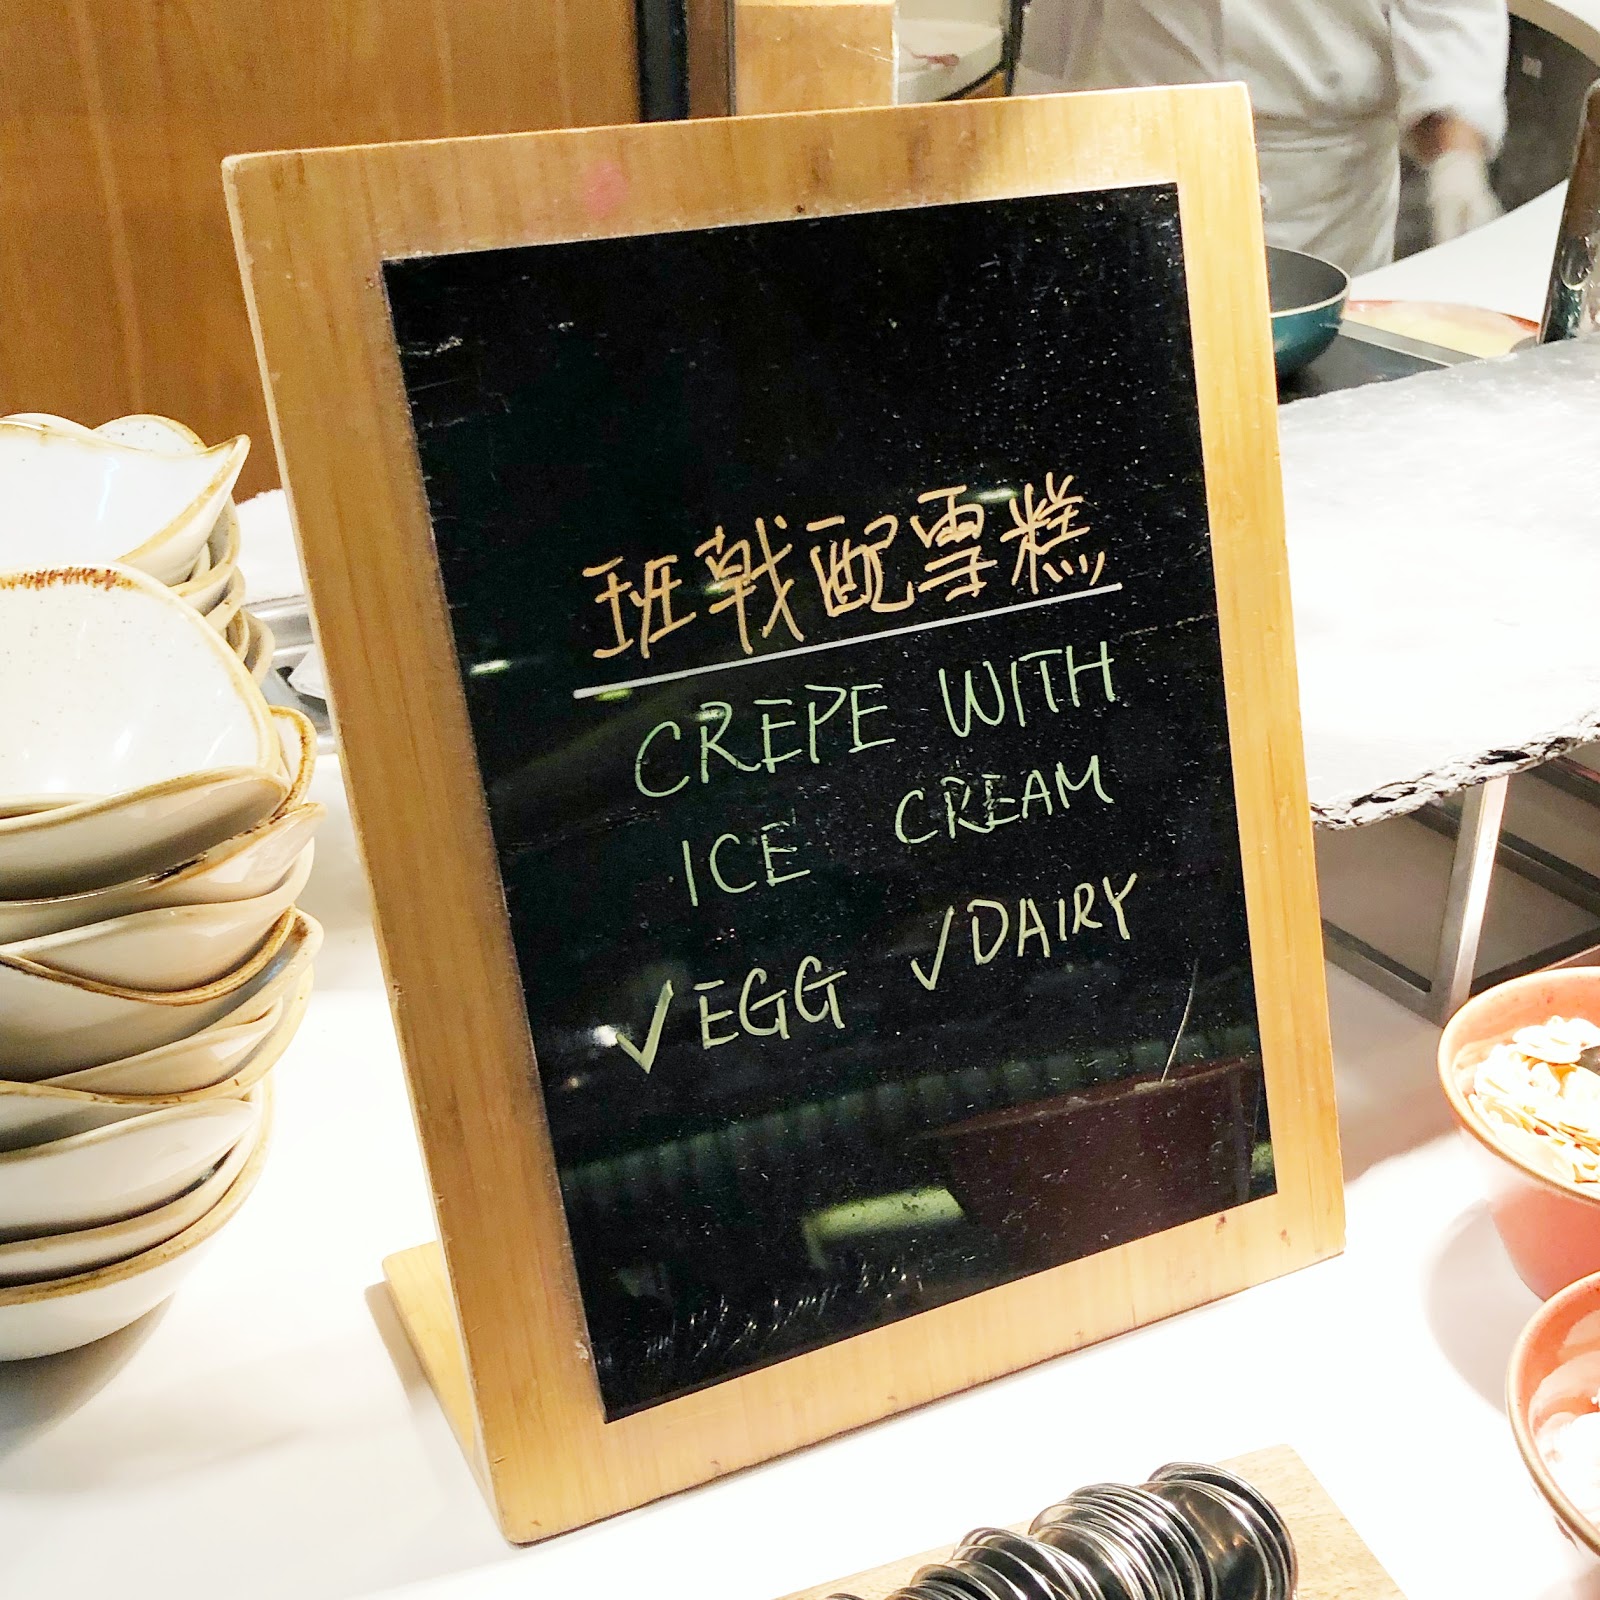 班戟配雪糕
CREPE WITH
ICE CREAM
✓EGG ✓DAIRY